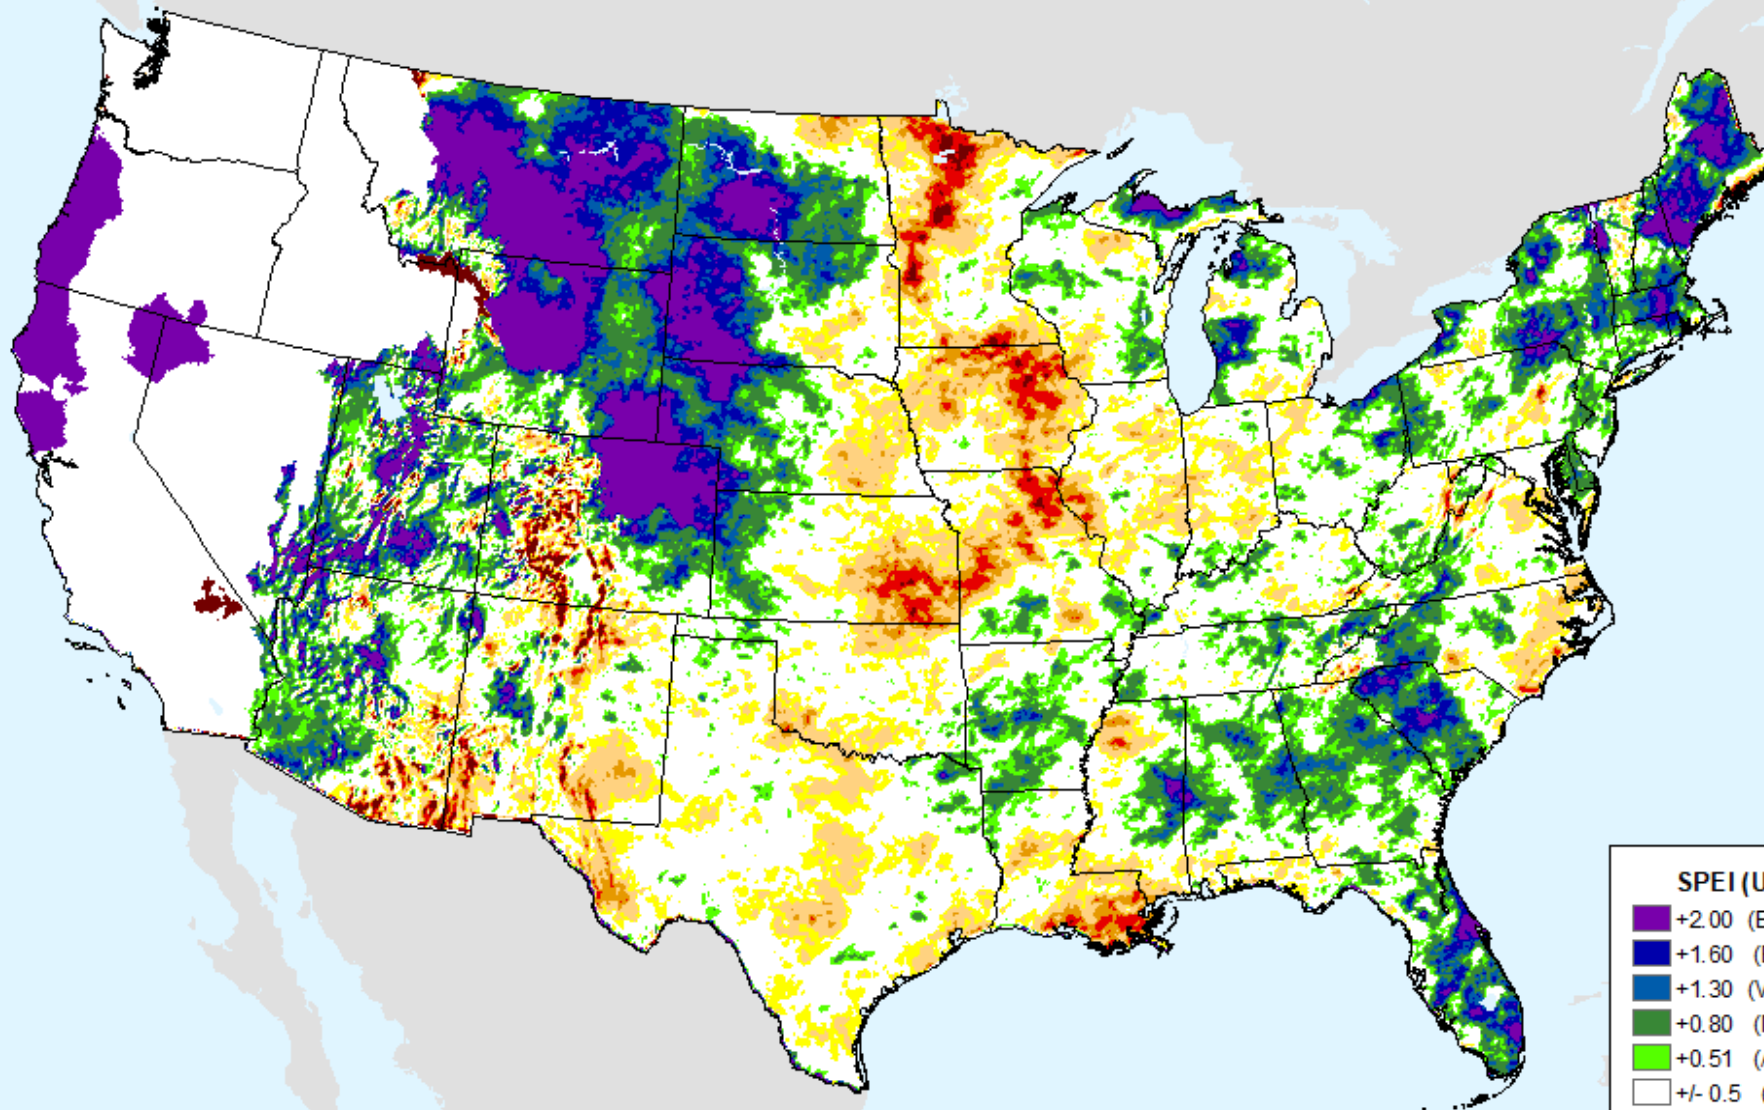 SPEI (U
+2.00 (E
+1.60 (
+1.30 (V
+0.80 (
+0.51 (
+/- 0.5 (